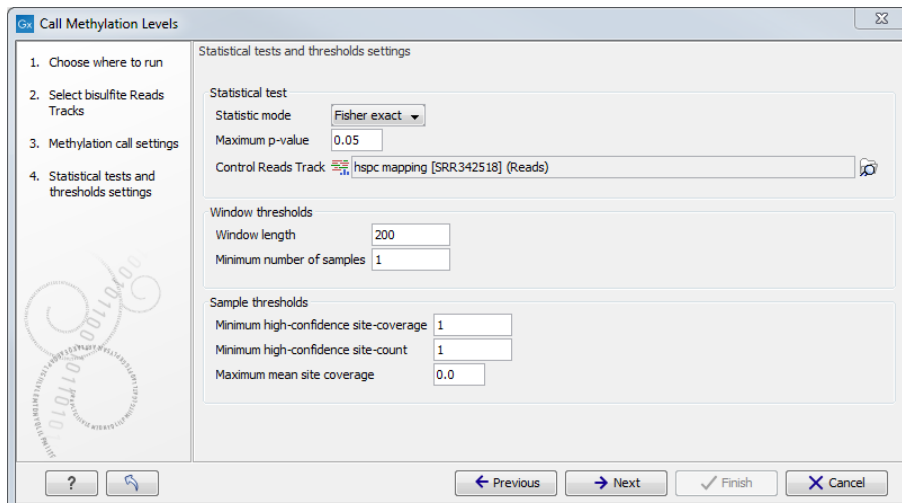 Gx Call Methylation Levels
1. Choose where to run
2. Select bisulfite Reads
Tracks
3. Methylation call settings
4. Statistical tests and
thresholds settings
Statistical tests and thresholds settings
Statistical test
Statistic mode Fisher exact
Maximum p-value 0.05
Control Reads Track hspc mapping [SRR342518] (Reads)
Window thresholds
Window length 200
Minimum number of samples 1
Sample thresholds
Minimum high-confidence site-coverage 1
Minimum high-confidence site-count 1
Maximum mean site coverage 0.0
? Previous Next Finish Cancel